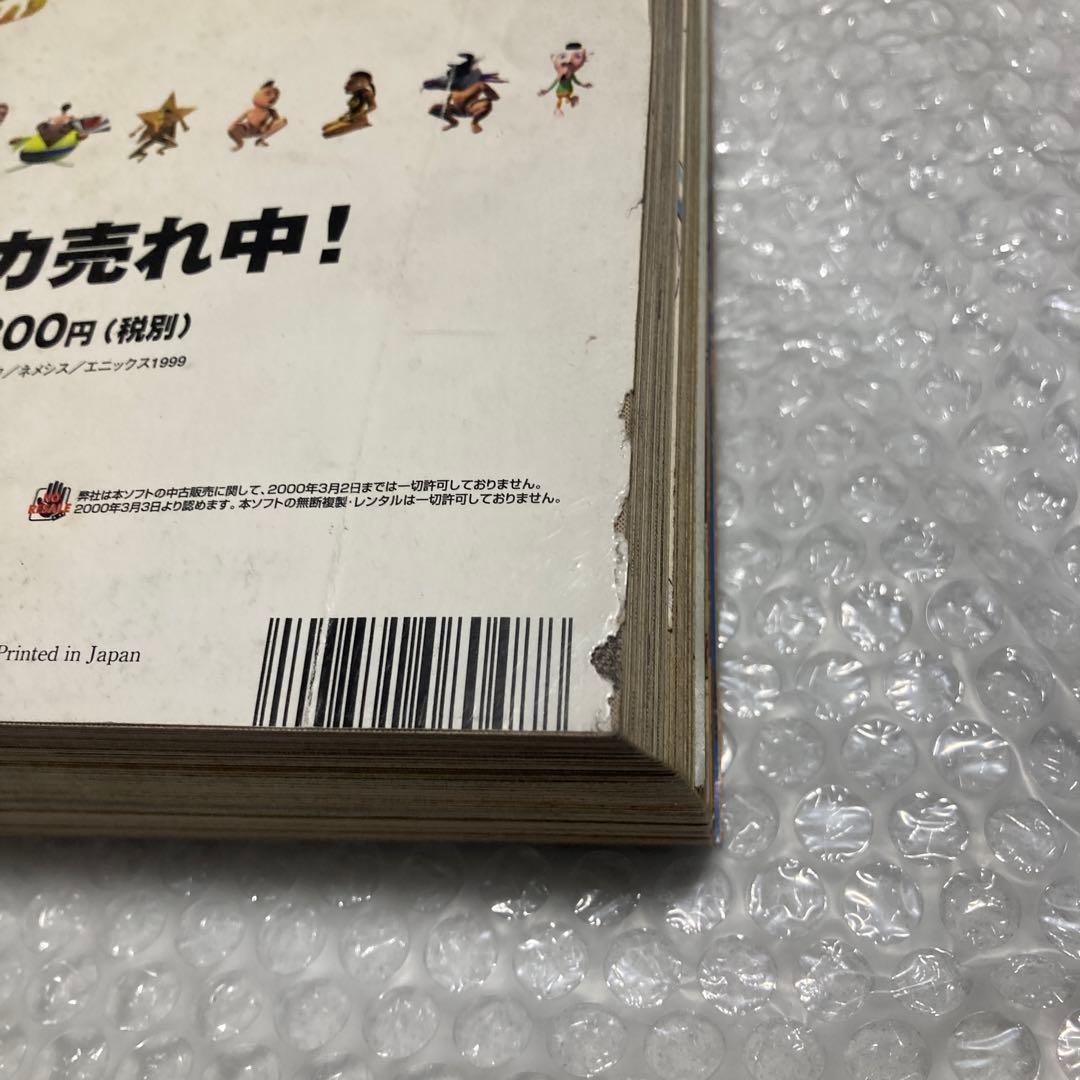 カ売れ中!
800円(税別)
/ネメシス/エニックス1999
NO RESALE
弊社は本ソフトの中古販売に関して、2000年3月2日までは一切許可しておりません。
2000年3月3日より認めます。本ソフトの無断複製・レンタルは一切許可しておりません。
Printed in Japan